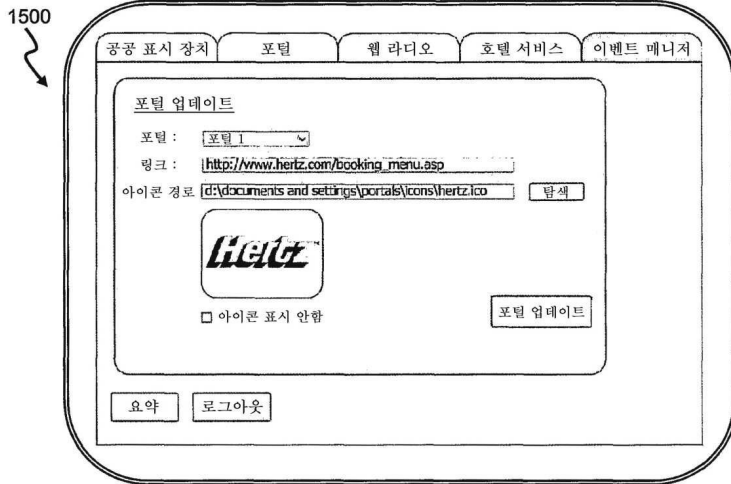 1500
공공 표시 장치 포털 웹 라디오 호텔 서비스 이벤트 매니저
포털 업데이트
포털 : 포털 1
링크 : http://www.hertz.com/booking_menu.asp
아이콘 경로 d:\documents and settings\portals\icons\hertz.ico 탐색
Hertz
아이콘 표시 안함 포털 업데이트
요약 로그아웃